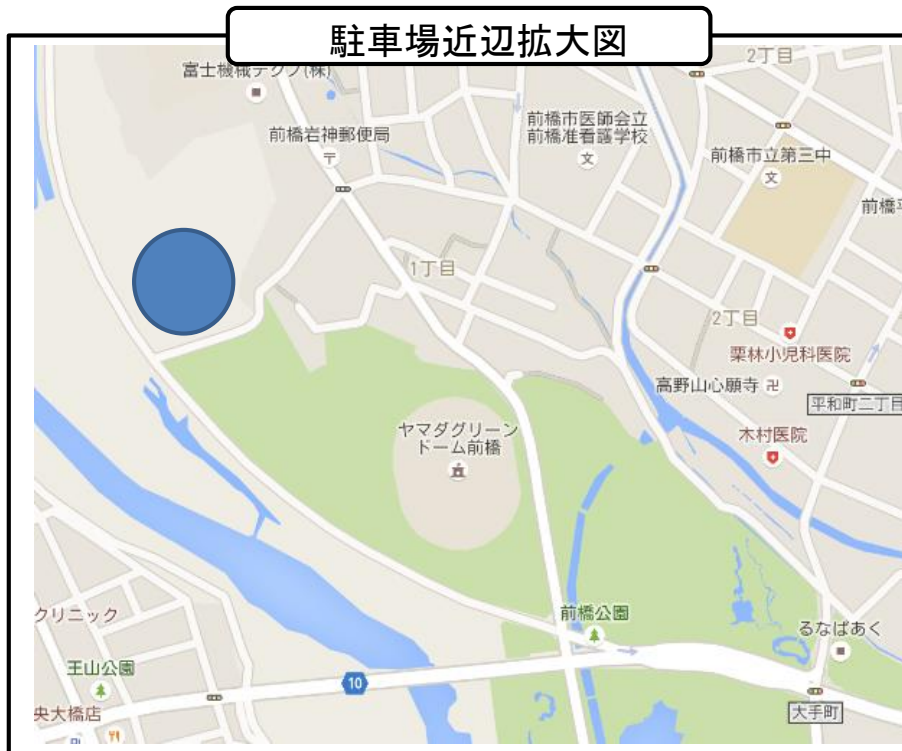 駐車場近辺拡大図
2丁目
富士機械テクノ(株)
前橋岩神郵便局
〒
前橋市医師会立
前橋准看護学校
文
前橋市立第三中
文
前橋平
1丁目
2丁目
栗林小児科医院
高野山心願寺 卍
平和町二丁目
ヤマダグリーン
ドーム前橋
木村医院
前橋公園
クリニック
るなぱあく
王山公園
10
央大橋店
大手町